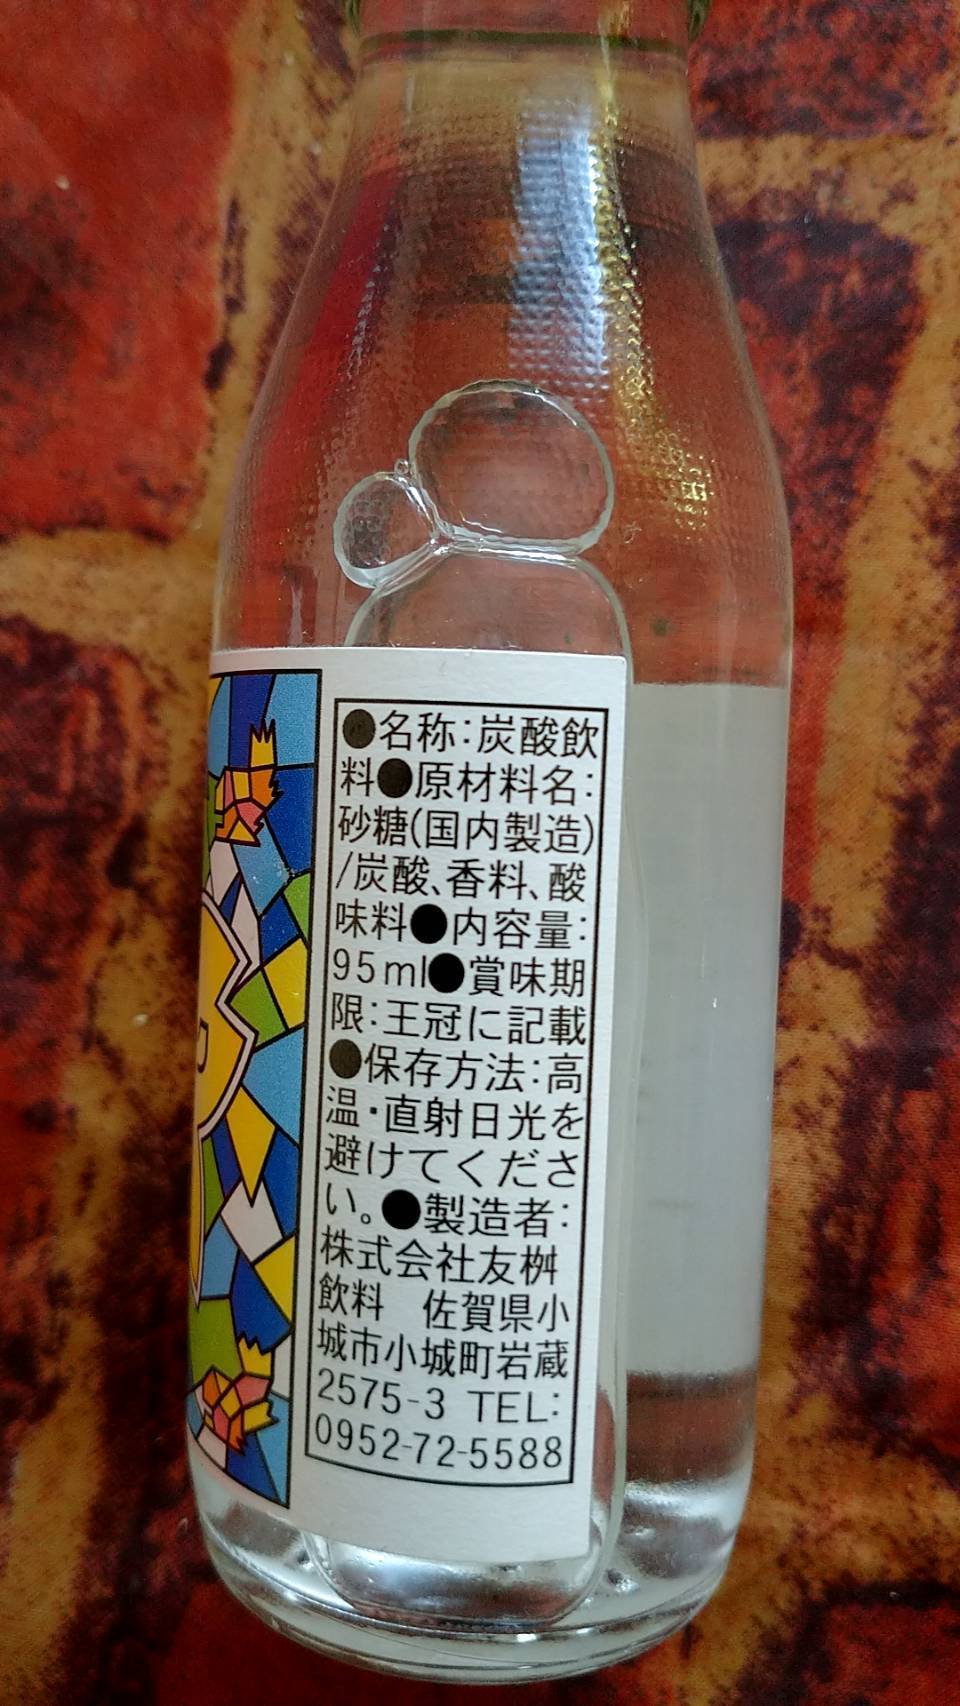 ●名称:炭酸飲
料●原材料名:
砂糖(国内製造)
/炭酸、香料、酸
味料●内容量:
95ml●賞味期
限:王冠に記載
●保存方法:高
温・直射日光を
避けてくださ
い。●製造者:
株式会社友桝
飲料 佐賀県小
城市小城町岩蔵
2575-3 TEL:
0952-72-5588